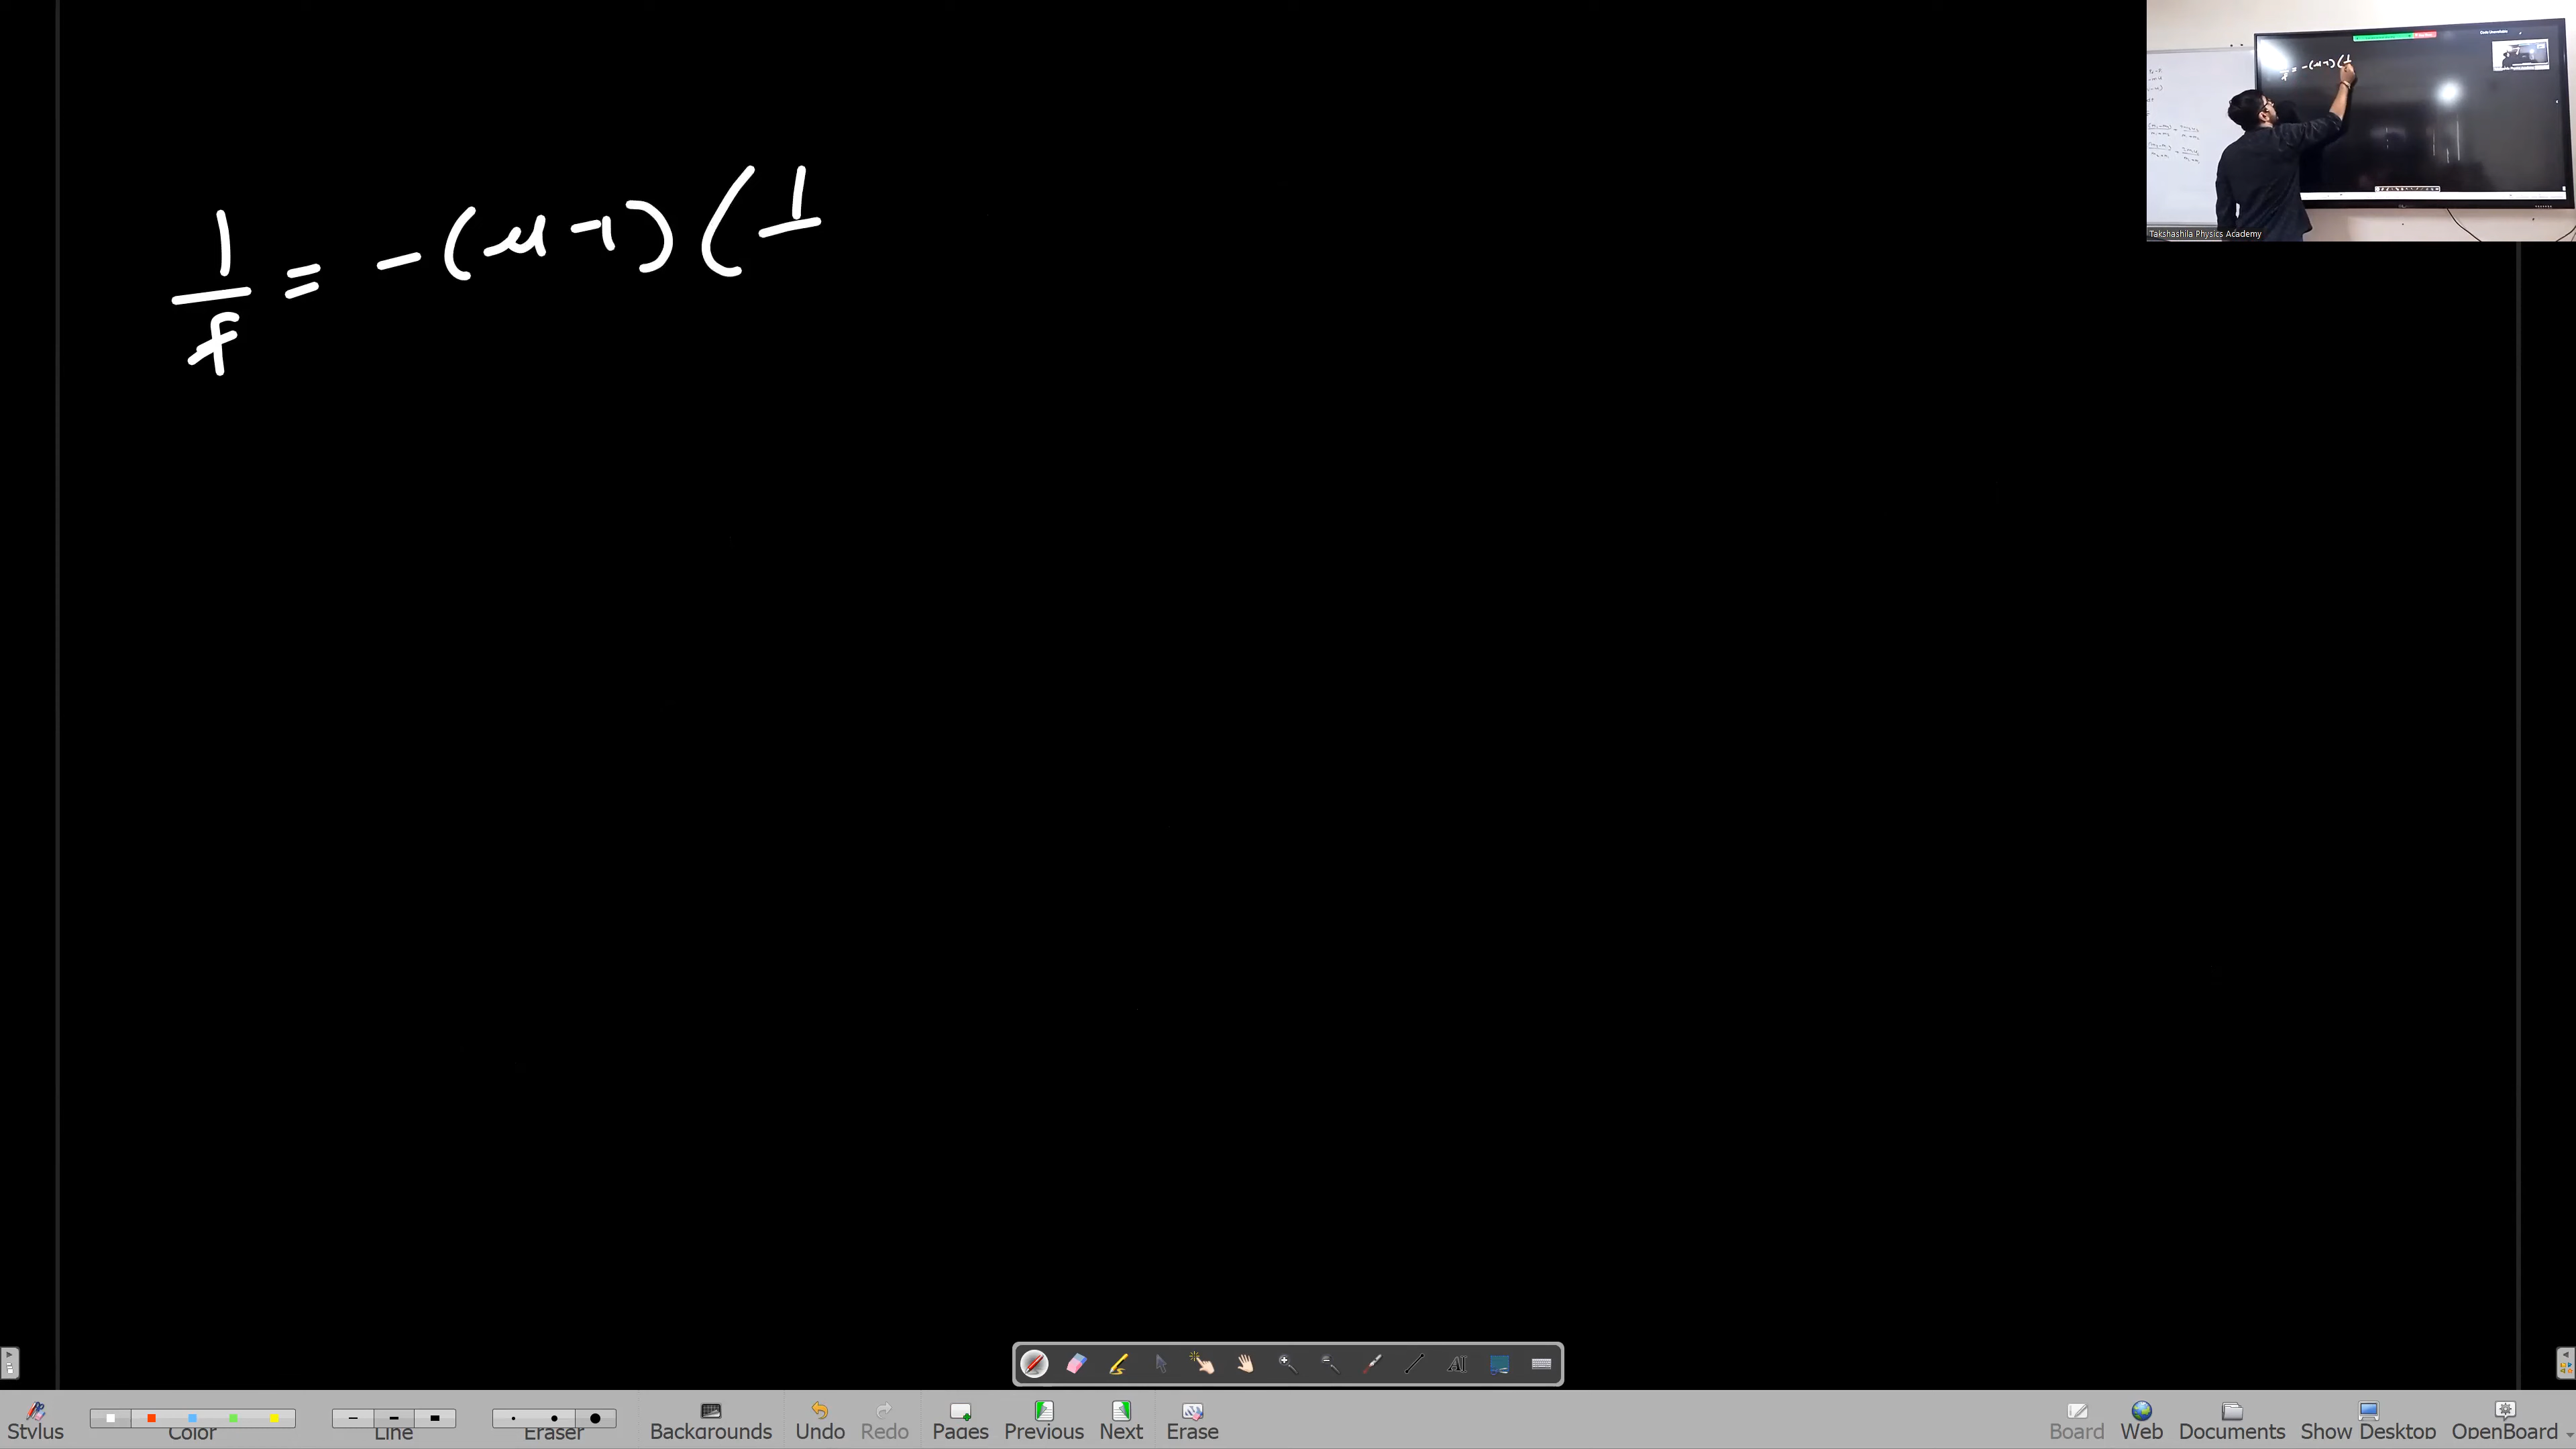 1/f = -(μ-1)(1
Takshashila Physics Academy
Stylus Color Line Eraser Backgrounds Undo Redo Pages Previous Next Erase Board Web Documents Show Desktop OpenBoard